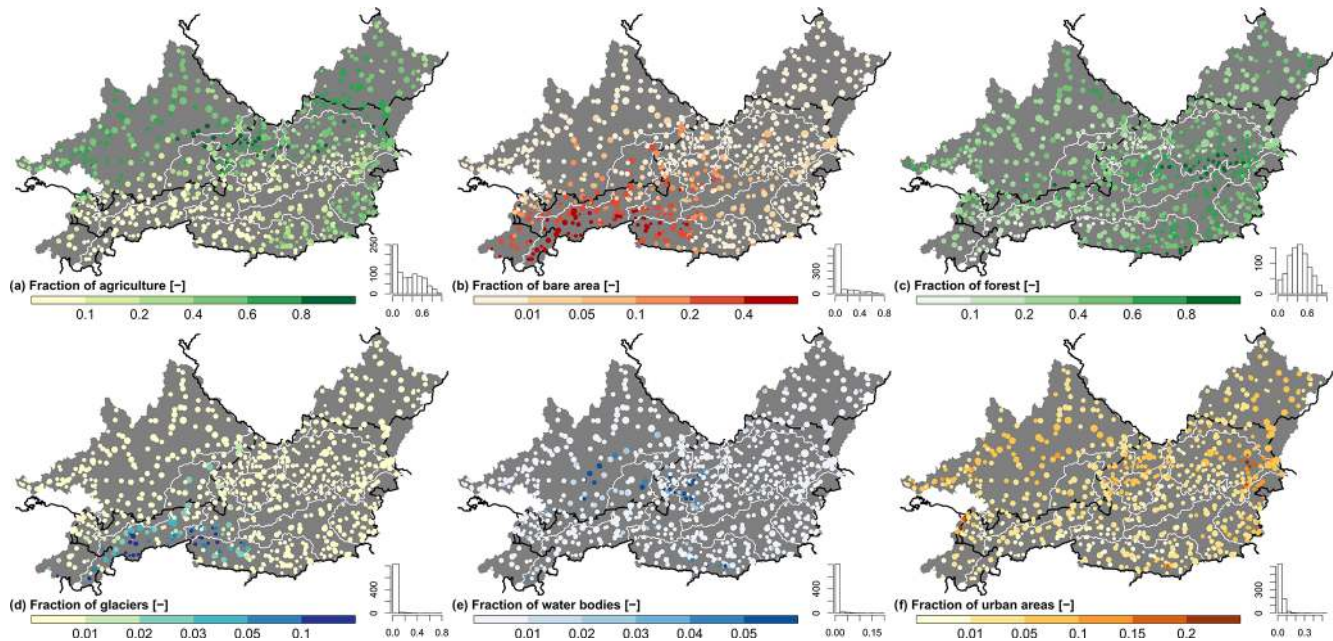 250
100
0
0.0 0.6
(a) Fraction of agriculture [−]
0.1 0.2 0.4 0.6 0.8
300
0
0.0 0.4 0.8
(b) Fraction of bare area [−]
0.01 0.05 0.1 0.2 0.4
100
0
0.0 0.6
(c) Fraction of forest [−]
0.1 0.2 0.4 0.6 0.8
400
0
0.0 0.4 0.8
(d) Fraction of glaciers [−]
0.01 0.02 0.03 0.05 0.1
400
0
0.00 0.15
(e) Fraction of water bodies [−]
0.01 0.02 0.03 0.04 0.05
300
0
0.0 0.3
(f) Fraction of urban areas [−]
0.01 0.05 0.1 0.15 0.2